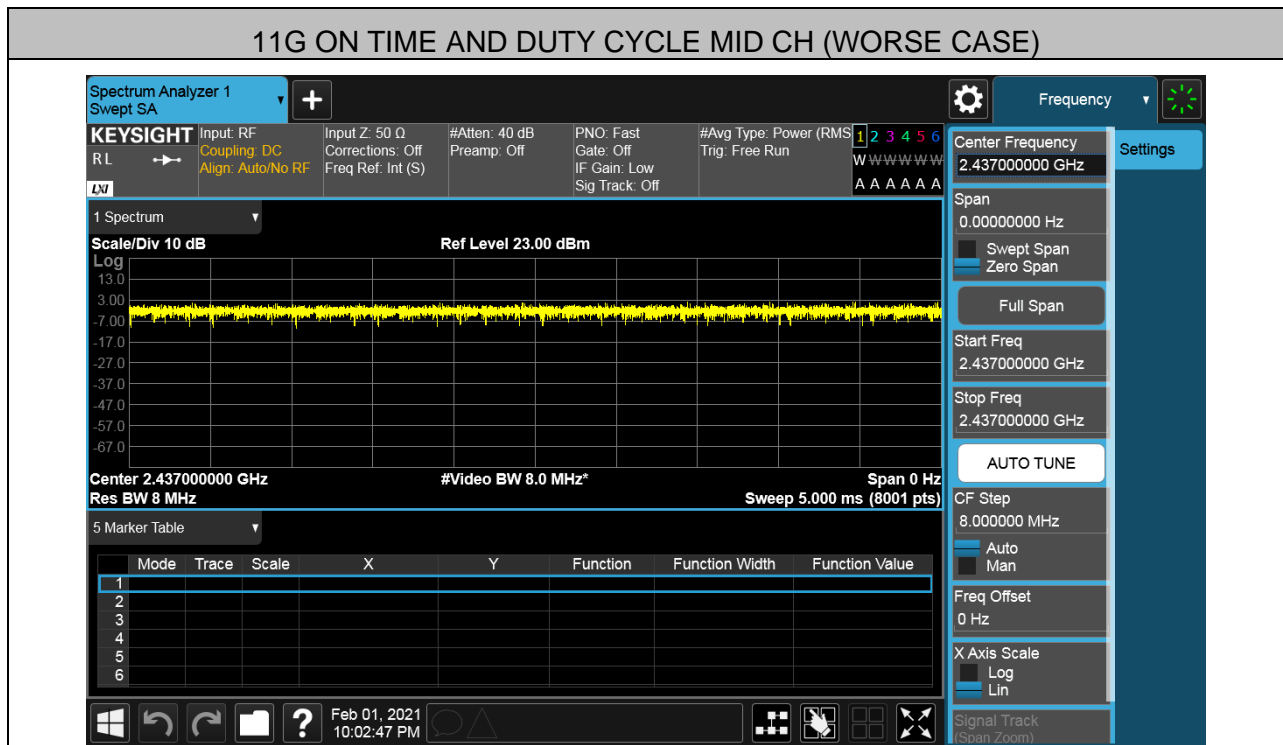 11G ON TIME AND DUTY CYCLE MID CH (WORSE CASE)
Spectrum Analyzer 1
Swept SA
+
Frequency
KEYSIGHT
RL
LXI
Input: RF
Coupling: DC
Align: Auto/No RF
Input Z: 50 Ω
Corrections: Off
Freq Ref: Int (S)
#Atten: 40 dB
Preamp: Off
PNO: Fast
Gate: Off
IF Gain: Low
Sig Track: Off
#Avg Type: Power (RMS
Trig: Free Run
1 2 3 4 5 6
W W W W W W
A A A A A A
1 Spectrum
Scale/Div 10 dB
Ref Level 23.00 dBm
Log
13.0
3.00
-7.00
-17.0
-27.0
-37.0
-47.0
-57.0
-67.0
Center 2.437000000 GHz
#Video BW 8.0 MHz*
Span 0 Hz
Res BW 8 MHz
Sweep 5.000 ms (8001 pts)
5 Marker Table
Mode Trace Scale X Y Function Function Width Function Value
1
2
3
4
5
6
?
Feb 01, 2021
10:02:47 PM
Center Frequency
2.437000000 GHz
Settings
Span
0.00000000 Hz
Swept Span
Zero Span
Full Span
Start Freq
2.437000000 GHz
Stop Freq
2.437000000 GHz
AUTO TUNE
CF Step
8.000000 MHz
Auto
Man
Freq Offset
0 Hz
X Axis Scale
Log
Lin
Signal Track
(Span Zoom)